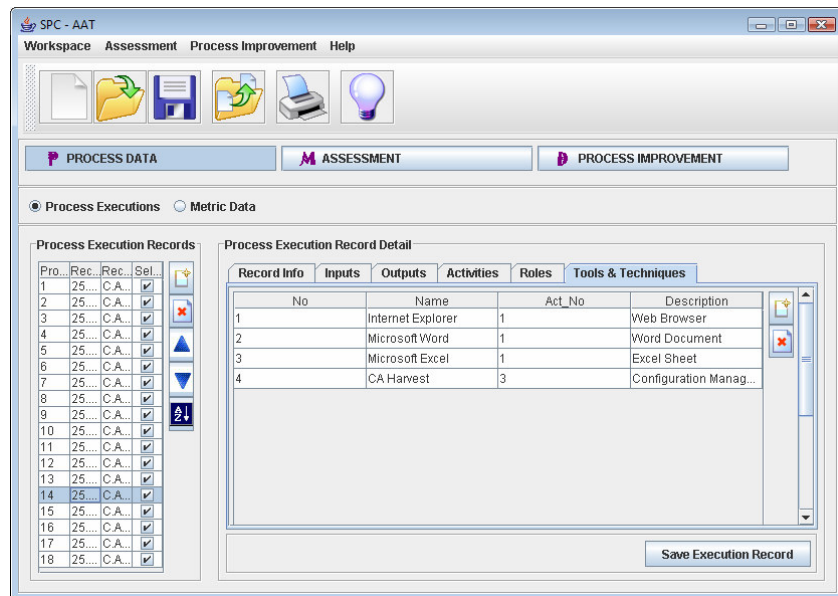 SPC - AAT
Workspace Assessment Process Improvement Help
P PROCESS DATA M ASSESSMENT PROCESS IMPROVEMENT
Process Executions Metric Data
Process Execution Records
Pro... Rec... Rec... Sel...
1 25.... C.A...
2 25.... C.A...
3 25.... C.A...
4 25.... C.A...
5 25.... C.A...
6 25.... C.A...
7 25.... C.A...
8 25.... C.A...
9 25.... C.A...
10 25.... C.A...
11 25.... C.A...
12 25.... C.A...
13 25.... C.A...
14 25.... C.A...
15 25.... C.A...
16 25.... C.A...
17 25.... C.A...
18 25.... C.A...
A
Z
Process Execution Record Detail
Record Info Inputs Outputs Activities Roles Tools & Techniques
No Name Act_No Description
1 Internet Explorer 1 Web Browser
2 Microsoft Word 1 Word Document
3 Microsoft Excel 1 Excel Sheet
4 CA Harvest 3 Configuration Manag...
Save Execution Record